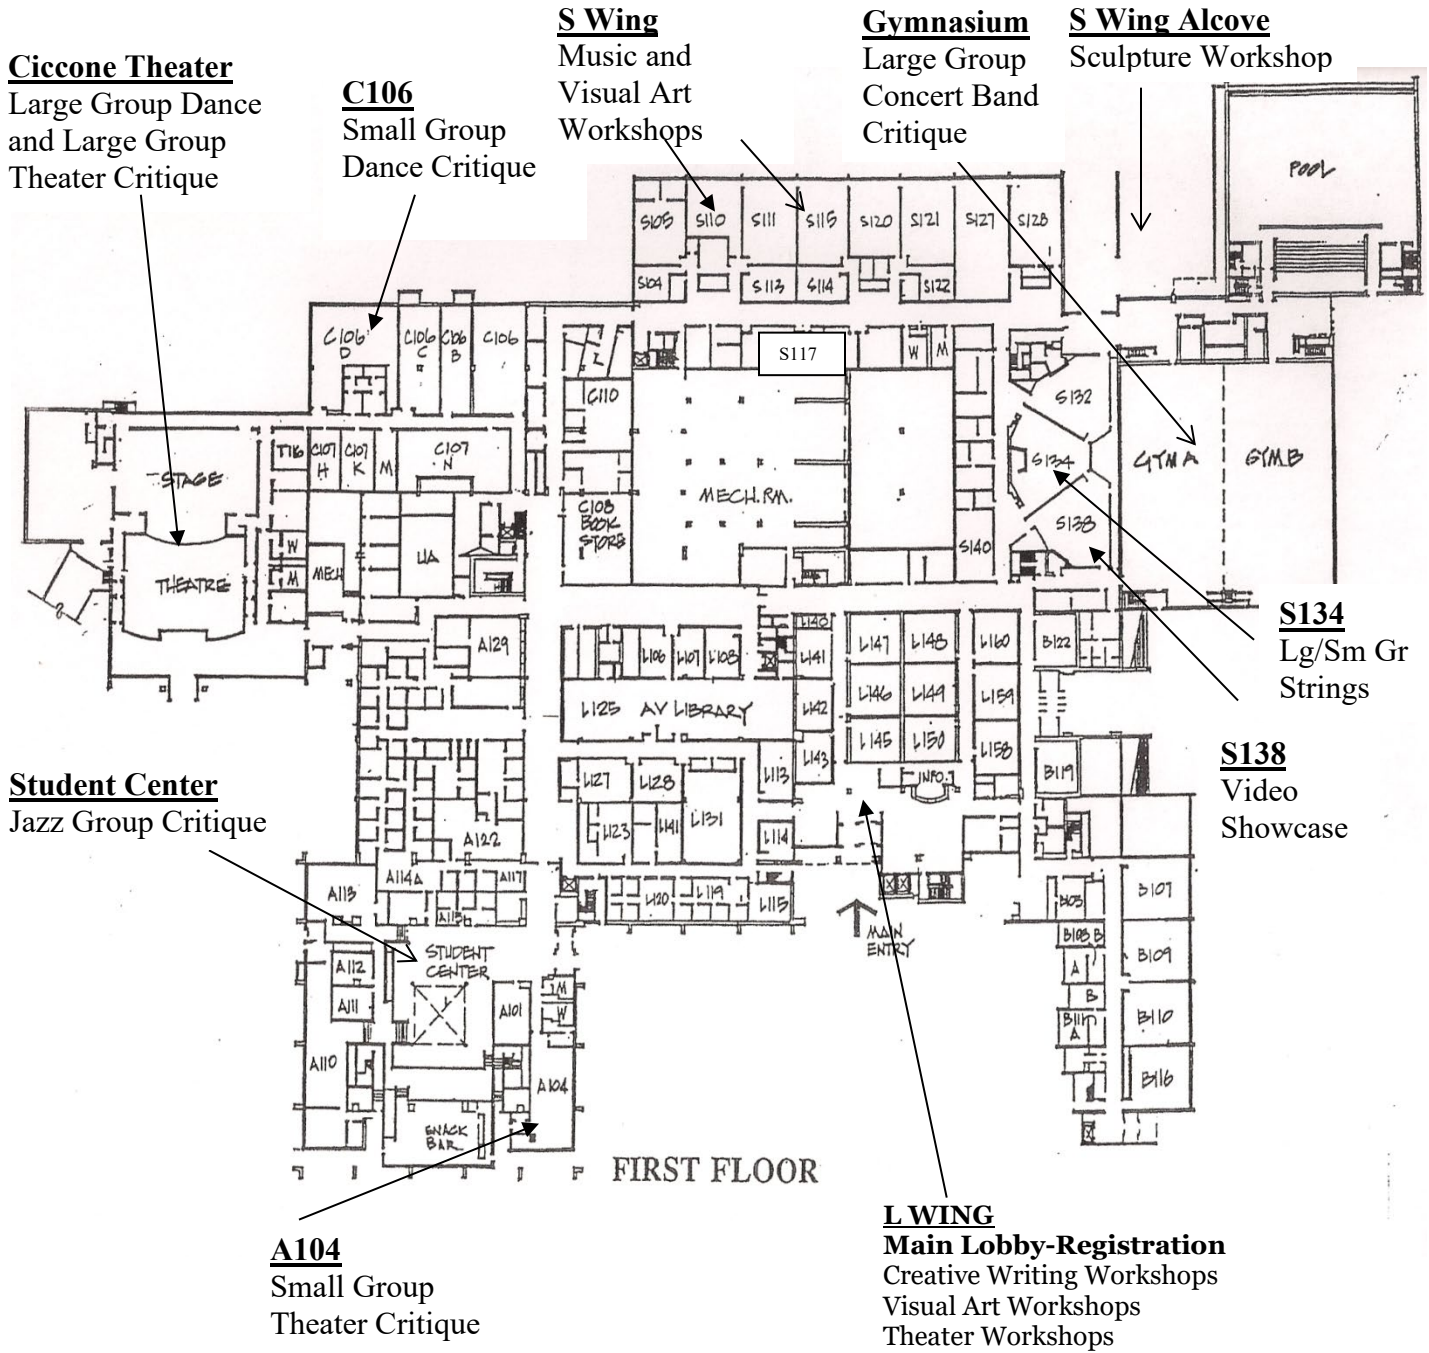 S Wing
Music and
Visual Art
Workshops
Gymnasium
Large Group
Concert Band
Critique
S Wing Alcove
Sculpture Workshop
Ciccone Theater
Large Group Dance
and Large Group
Theater Critique
C106
Small Group
Dance Critique
POOL
S105
S110
S111
S115
S120
S121
S127
S128
S104
S113
S114
S122
C106
D
C106
C
C106
B
C106
S117
W
M
C110
S132
S134
S138
GYM A
GYM B
STAGE
T116
C107
H
C107
K
M
C107
N
MECH. RM.
C108
BOOK
STORE
S140
THEATRE
W
M
MECH
UA
S134
Lg/Sm Gr
Strings
A129
L106
L107
L108
L140
L141
L147
L148
L160
B122
L125
AV LIBRARY
L142
L146
L149
L159
L143
L145
L150
L158
S138
Video
Showcase
Student Center
Jazz Group Critique
L127
L128
L113
INFO.
B119
A122
L123
L141
L131
L114
A113
A114A
A117
A115
L120
L119
L115
MAIN
ENTRY
B103
B107
B108 B
A
B
B109
B111
A
B110
B116
STUDENT
CENTER
A112
A111
A101
M
W
A110
A104
SNACK
BAR
FIRST FLOOR
A104
Small Group
Theater Critique
L WING
Main Lobby-Registration
Creative Writing Workshops
Visual Art Workshops
Theater Workshops